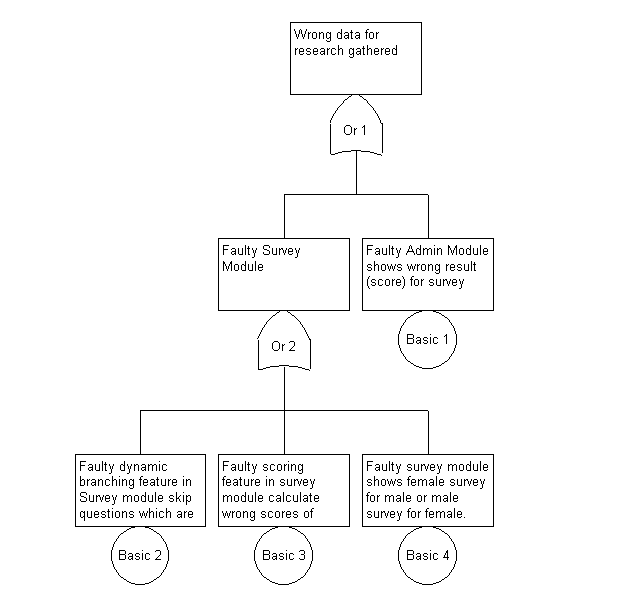 Wrong data for
research gathered
Or 1
Faulty Survey
Module
Faulty Admin Module
shows wrong result
(score) for survey
Or 2
Basic 1
Faulty dynamic
branching feature in
Survey module skip
questions which are
Faulty scoring
feature in survey
module calculate
wrong scores of
Faulty survey module
shows female survey
for male or male
survey for female.
Basic 2
Basic 3
Basic 4